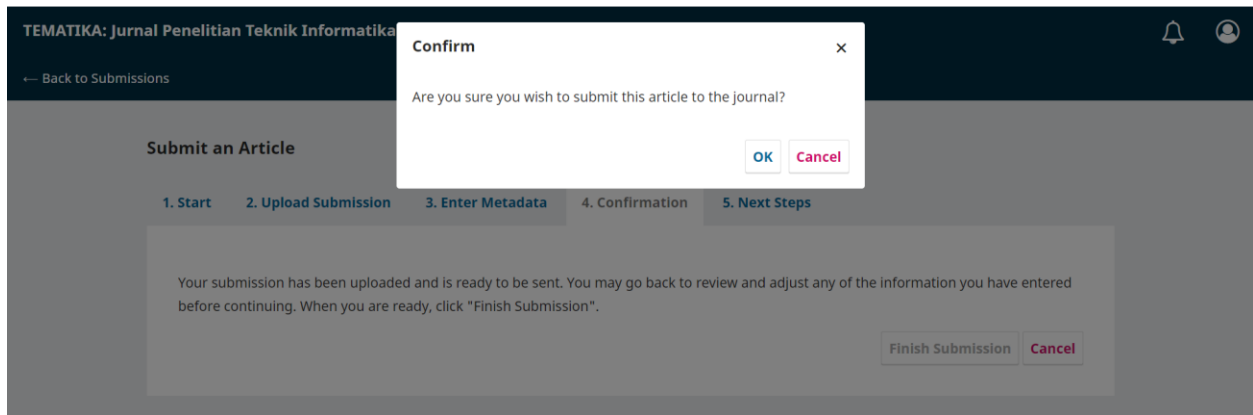 TEMATIKA: Jurnal Penelitian Teknik Informatika
← Back to Submissions
Confirm
×
Are you sure you wish to submit this article to the journal?
OK Cancel
Submit an Article
1. Start 2. Upload Submission 3. Enter Metadata 4. Confirmation 5. Next Steps
Your submission has been uploaded and is ready to be sent. You may go back to review and adjust any of the information you have entered
before continuing. When you are ready, click "Finish Submission".
Finish Submission Cancel